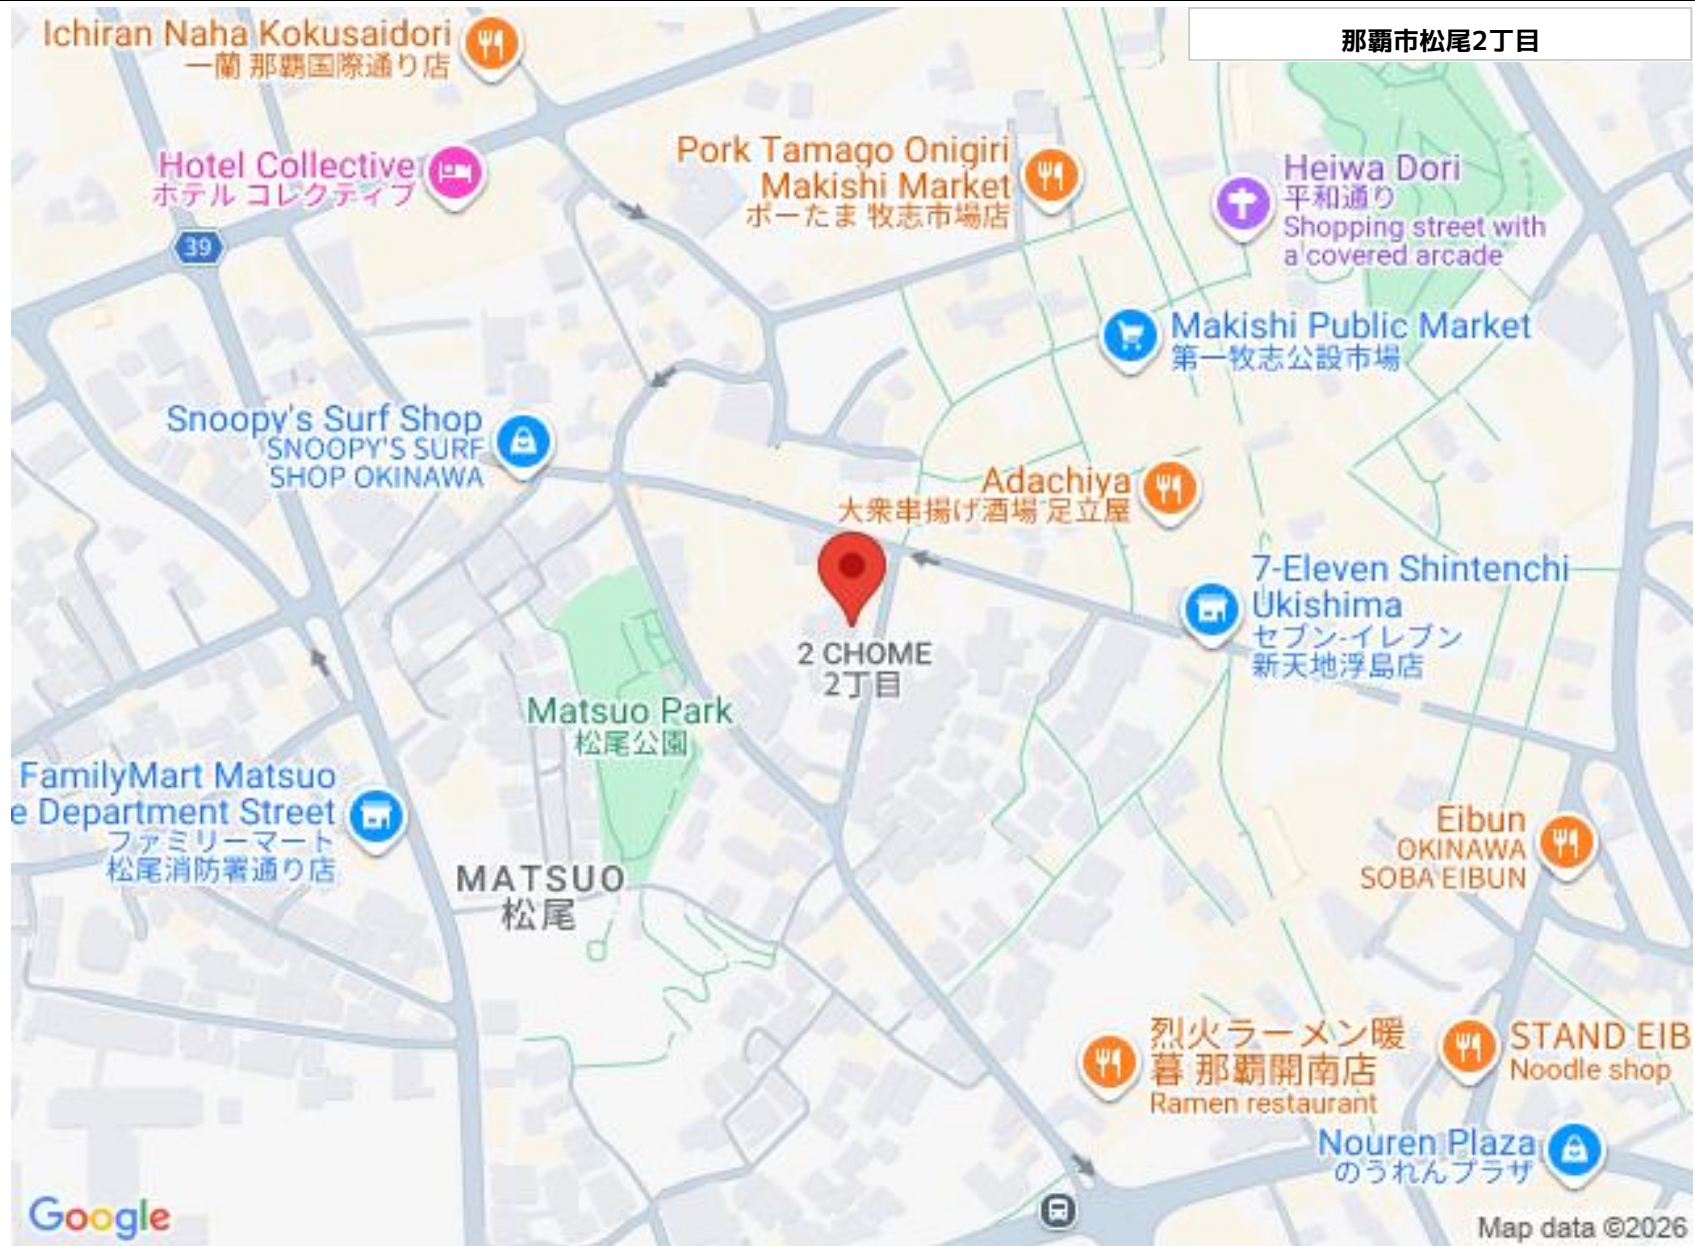 那覇市松尾2丁目
Ichiran Naha Kokusaidori
一蘭 那覇国際通り店
Hotel Collective
ホテル コレクティブ
39
Pork Tamago Onigiri
Makishi Market
ポーたま 牧志市場店
Heiwa Dori
平和通り
Shopping street with
a covered arcade
Makishi Public Market
第一牧志公設市場
Snoopy's Surf Shop
SNOOPY'S SURF
SHOP OKINAWA
Adachiya
大衆串揚げ酒場 足立屋
7-Eleven Shintenchi
Ukishima
セブン-イレブン
新天地浮島店
2 CHOME
2丁目
Matsuo Park
松尾公園
FamilyMart Matsuo
e Department Street
ファミリーマート
松尾消防署通り店
MATSUO
松尾
Eibun
OKINAWA
SOBA EIBUN
烈火ラーメン暖
暮 那覇開南店
Ramen restaurant
STAND EIB
Noodle shop
Nouren Plaza
のうれんプラザ
Google
Map data ©2026